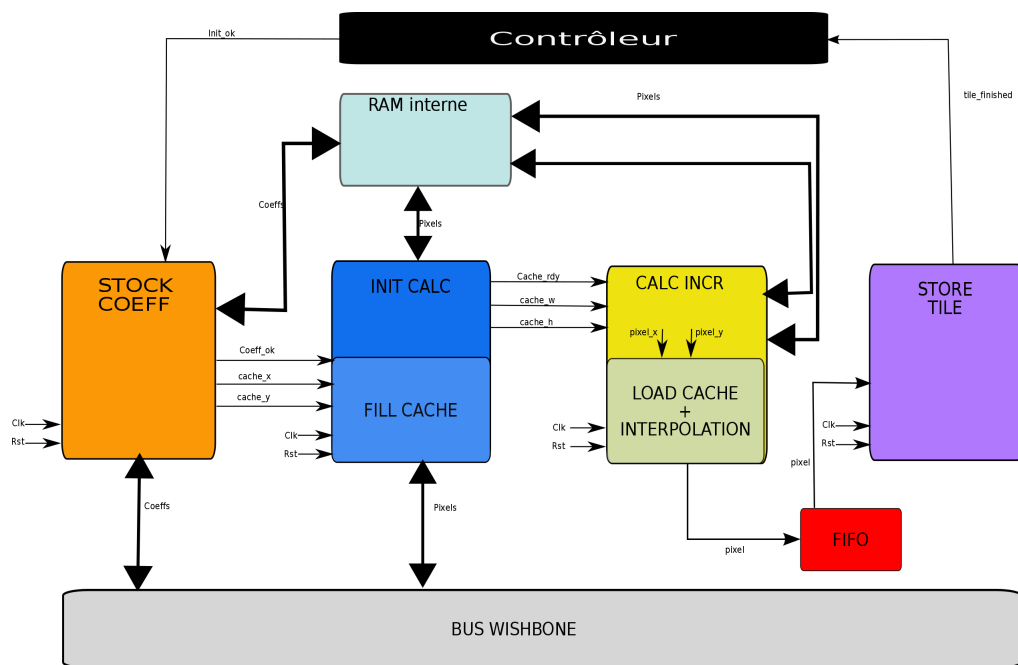 Init_ok
Contrôleur
tile_finished
RAM interne
Pixels
Coeffs
Pixels
STOCK
COEFF
INIT CALC
Cache_rdy
cache_w
cache_h
CALC INCR
pixel_x
pixel_y
STORE
TILE
Coeff_ok
cache_x
cache_y
FILL CACHE
LOAD CACHE
+
INTERPOLATION
Clk
Rst
Clk
Rst
Clk
Rst
Clk
Rst
Coeffs
Pixels
pixel
pixel
FIFO
BUS WISHBONE